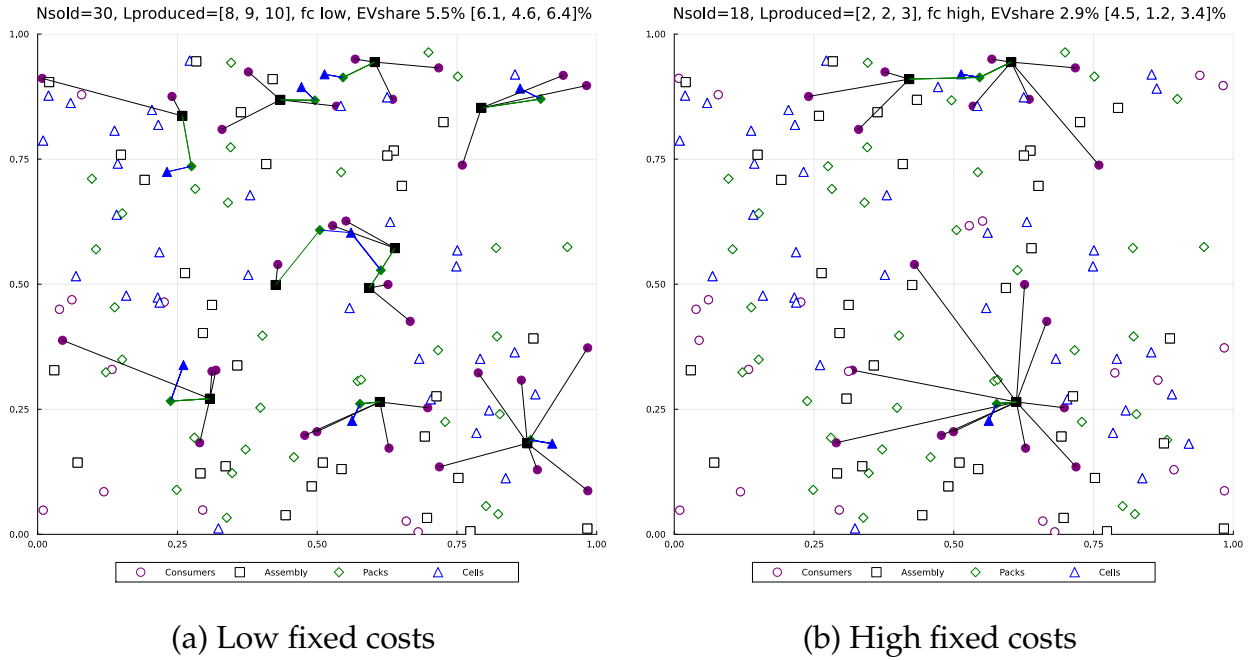 Nsold=30, Lproduced=[8, 9, 10], fc low, EVshare 5.5% [6.1, 4.6, 6.4]%
1.00
0.75
0.50
0.25
0.00
0.00 0.25 0.50 0.75 1.00
Consumers Assembly Packs Cells
(a) Low fixed costs
Nsold=18, Lproduced=[2, 2, 3], fc high, EVshare 2.9% [4.5, 1.2, 3.4]%
1.00
0.75
0.50
0.25
0.00
0.00 0.25 0.50 0.75 1.00
Consumers Assembly Packs Cells
(b) High fixed costs